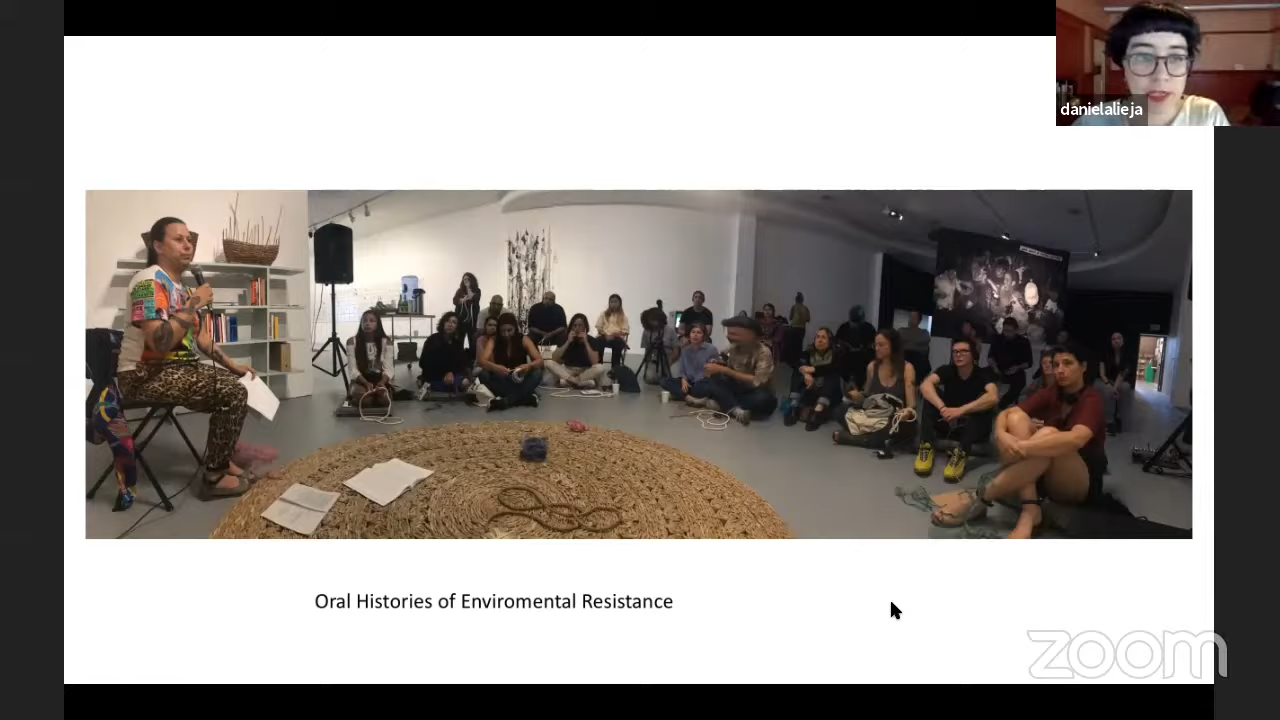 danielalieja
Oral Histories of Enviromental Resistance
zoom